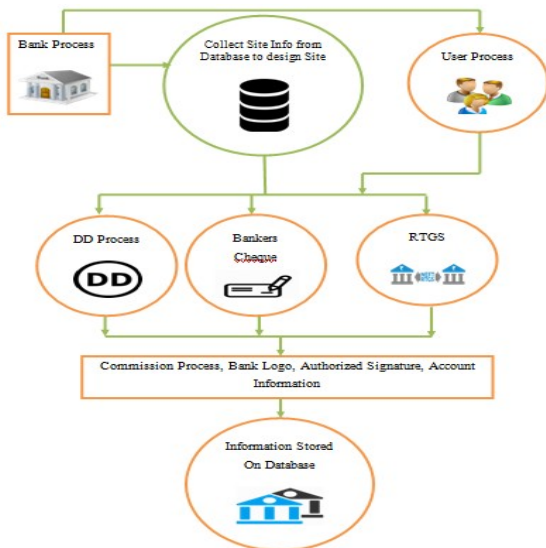 Bank Process
Collect Site Info from
Database to design Site
User Process
DD Process
DD
Bankers
Cheque
RTGS
Commission Process, Bank Logo, Authorized Signature, Account
Information
Information Stored
On Database